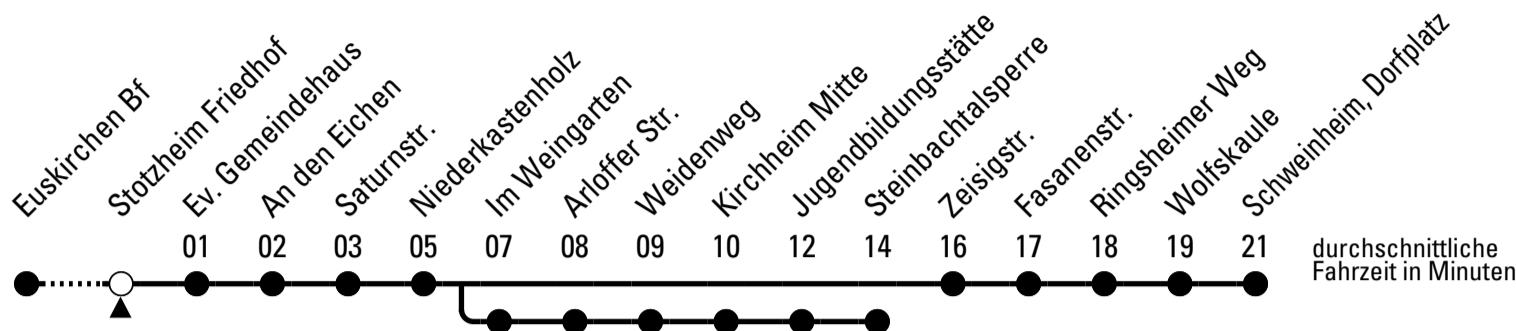 Euskirchen Bf
Stotzheim Friedhof
Ev. Gemeindehaus
An den Eichen
Saturnstr.
Niederkastenholz
Im Weingarten
Arloffer Str.
Weidenweg
Kirchheim Mitte
Jugendbildungsstätte
Steinbachtalsperre
Zeisigstr.
Fasanenstr.
Ringsheimer Weg
Wolfskaule
Schweinheim, Dorfplatz
01 02 03 05 07 08 09 10 12 14 16 17 18 19 21
durchschnittliche
Fahrzeit in Minuten